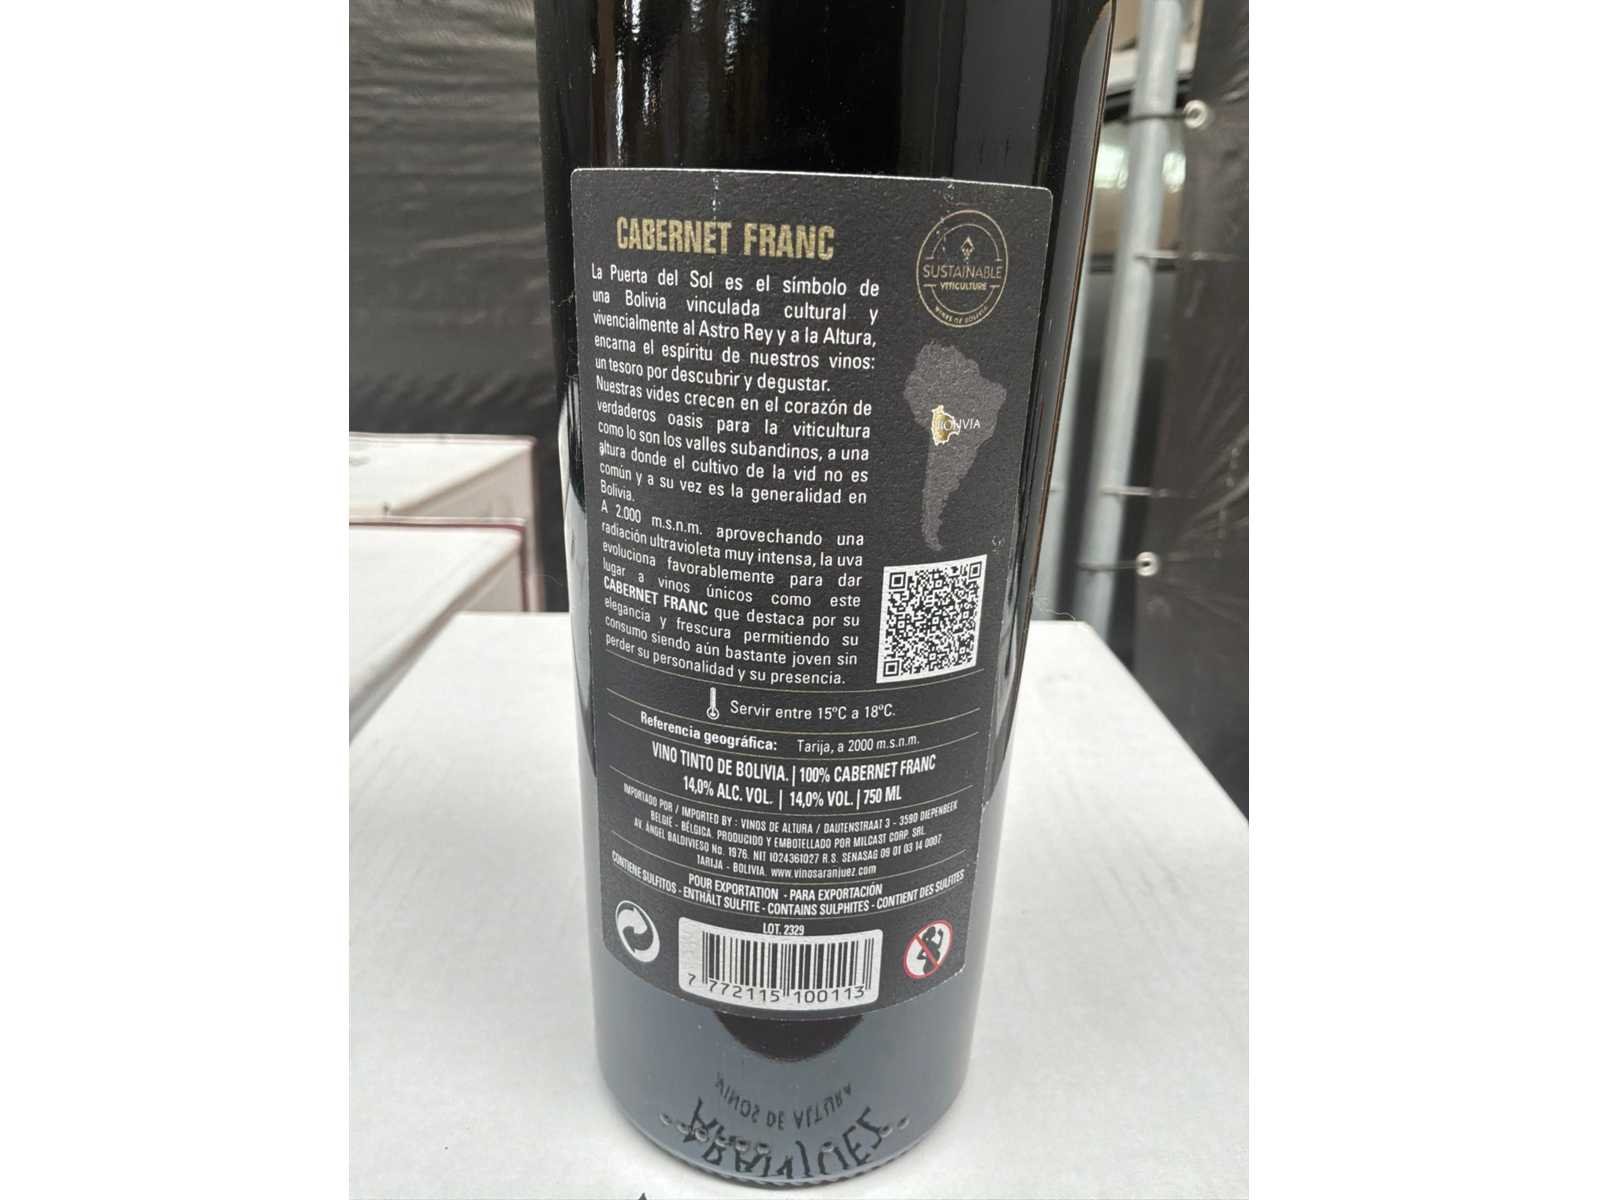 CABERNET FRANC
La Puerta del Sol es el símbolo de
una Bolivia vinculada cultural y
vivencialmente al Astro Rey y a la Altura,
encarna el espíritu de nuestros vinos:
un tesoro por descubrir y degustar.
Nuestras vides crecen en el corazón de
verdaderos oasis para la viticultura
como lo son los valles subandinos, a una
altura donde el cultivo de la vid no es
común y a su vez es la generalidad en
Bolivia.
A 2.000 m.s.n.m. aprovechando una
radiación ultravioleta muy intensa, la uva
evoluciona favorablemente para dar
lugar a vinos únicos como este
CABERNET FRANC que destaca por su
elegancia y frescura permitiendo su
consumo siendo aún bastante joven sin
perder su personalidad y su presencia.
SUSTAINABLE
VITICULTURE
WINES OF BOLIVIA
BOLIVIA
Servir entre 15ºC a 18ºC.
Referencia geográfica: Tarija, a 2000 m.s.n.m.
VINO TINTO DE BOLIVIA. | 100% CABERNET FRANC
14,0% ALC. VOL. | 14,0% VOL. | 750 ML
IMPORTADO POR / IMPORTED BY : VINOS DE ALTURA / DAUTENSTRAAT 3 - 3590 DIEPENBEEK
BELGIË - BÉLGICA. PRODUCIDO Y EMBOTELLADO POR MILCAST CORP. SRL
AV. ÁNGEL BALDIVIESO No. 1976. NIT 1024361027 R.S. SENASAG 09 01 03 14 0007.
TARIJA - BOLIVIA. www.vinosaranjuez.com
POUR EXPORTATION - PARA EXPORTACIÓN
CONTIENE SULFITOS - ENTHÄLT SULFITE - CONTAINS SULPHITES - CONTIENT DES SULFITES
LOT. 2329
7 772115 100113
VINOS DE ALTURA
ARANJUEZ